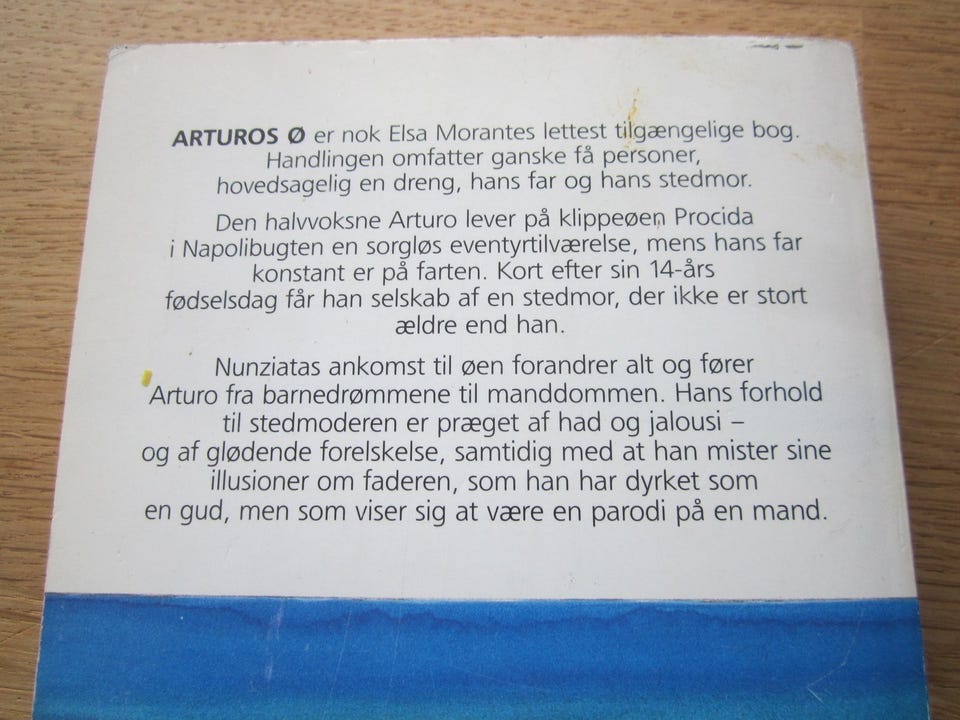 ARTUROS Ø er nok Elsa Morantes lettest tilgængelige bog.
Handlingen omfatter ganske få personer,
hovedsagelig en dreng, hans far og hans stedmor.
Den halvvoksne Arturo lever på klippeøen Procida
i Napolibugten en sorgløs eventyrtilværelse, mens hans far
konstant er på farten. Kort efter sin 14-års
fødselsdag får han selskab af en stedmor, der ikke er stort
ældre end han.
Nunziatas ankomst til øen forandrer alt og fører
Arturo fra barnedrømmene til manddommen. Hans forhold
til stedmoderen er præget af had og jalousi –
og af glødende forelskelse, samtidig med at han mister sine
illusioner om faderen, som han har dyrket som
en gud, men som viser sig at være en parodi på en mand.